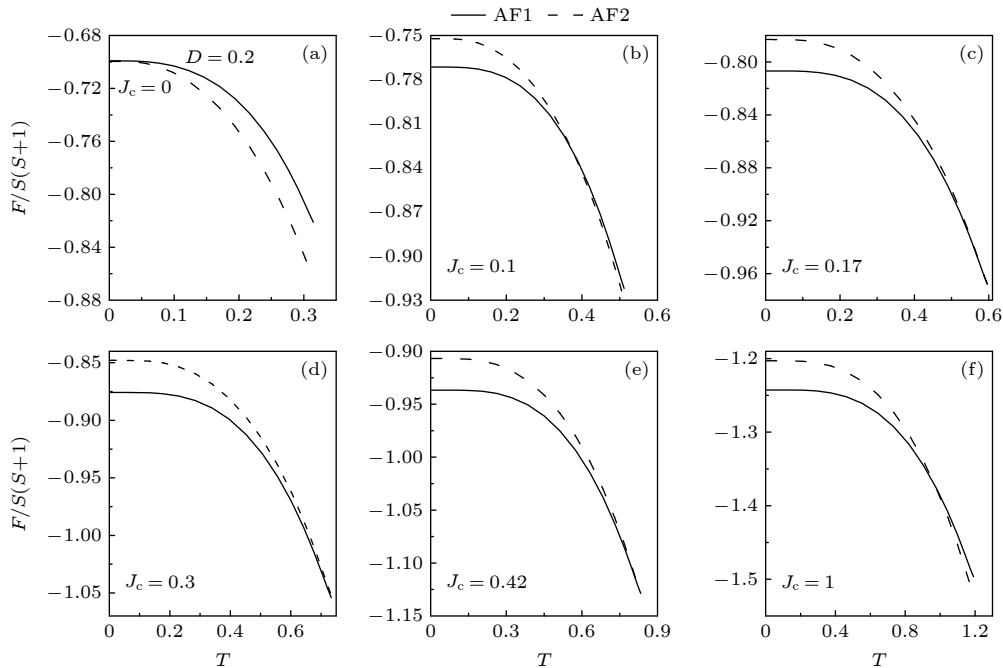 AF1 AF2
(a)
D = 0.2
J_c = 0
−0.68
−0.72
−0.76
−0.80
−0.84
−0.88
0 0.1 0.2 0.3
F/S(S+1)
(b)
J_c = 0.1
−0.75
−0.78
−0.81
−0.84
−0.87
−0.90
−0.93
0 0.2 0.4 0.6
(c)
J_c = 0.17
−0.80
−0.84
−0.88
−0.92
−0.96
0 0.2 0.4 0.6
(d)
J_c = 0.3
−0.85
−0.90
−0.95
−1.00
−1.05
0 0.2 0.4 0.6
F/S(S+1)
T
(e)
J_c = 0.42
−0.90
−0.95
−1.00
−1.05
−1.10
−1.15
0 0.3 0.6 0.9
T
(f)
J_c = 1
−1.2
−1.3
−1.4
−1.5
0 0.4 0.8 1.2
T